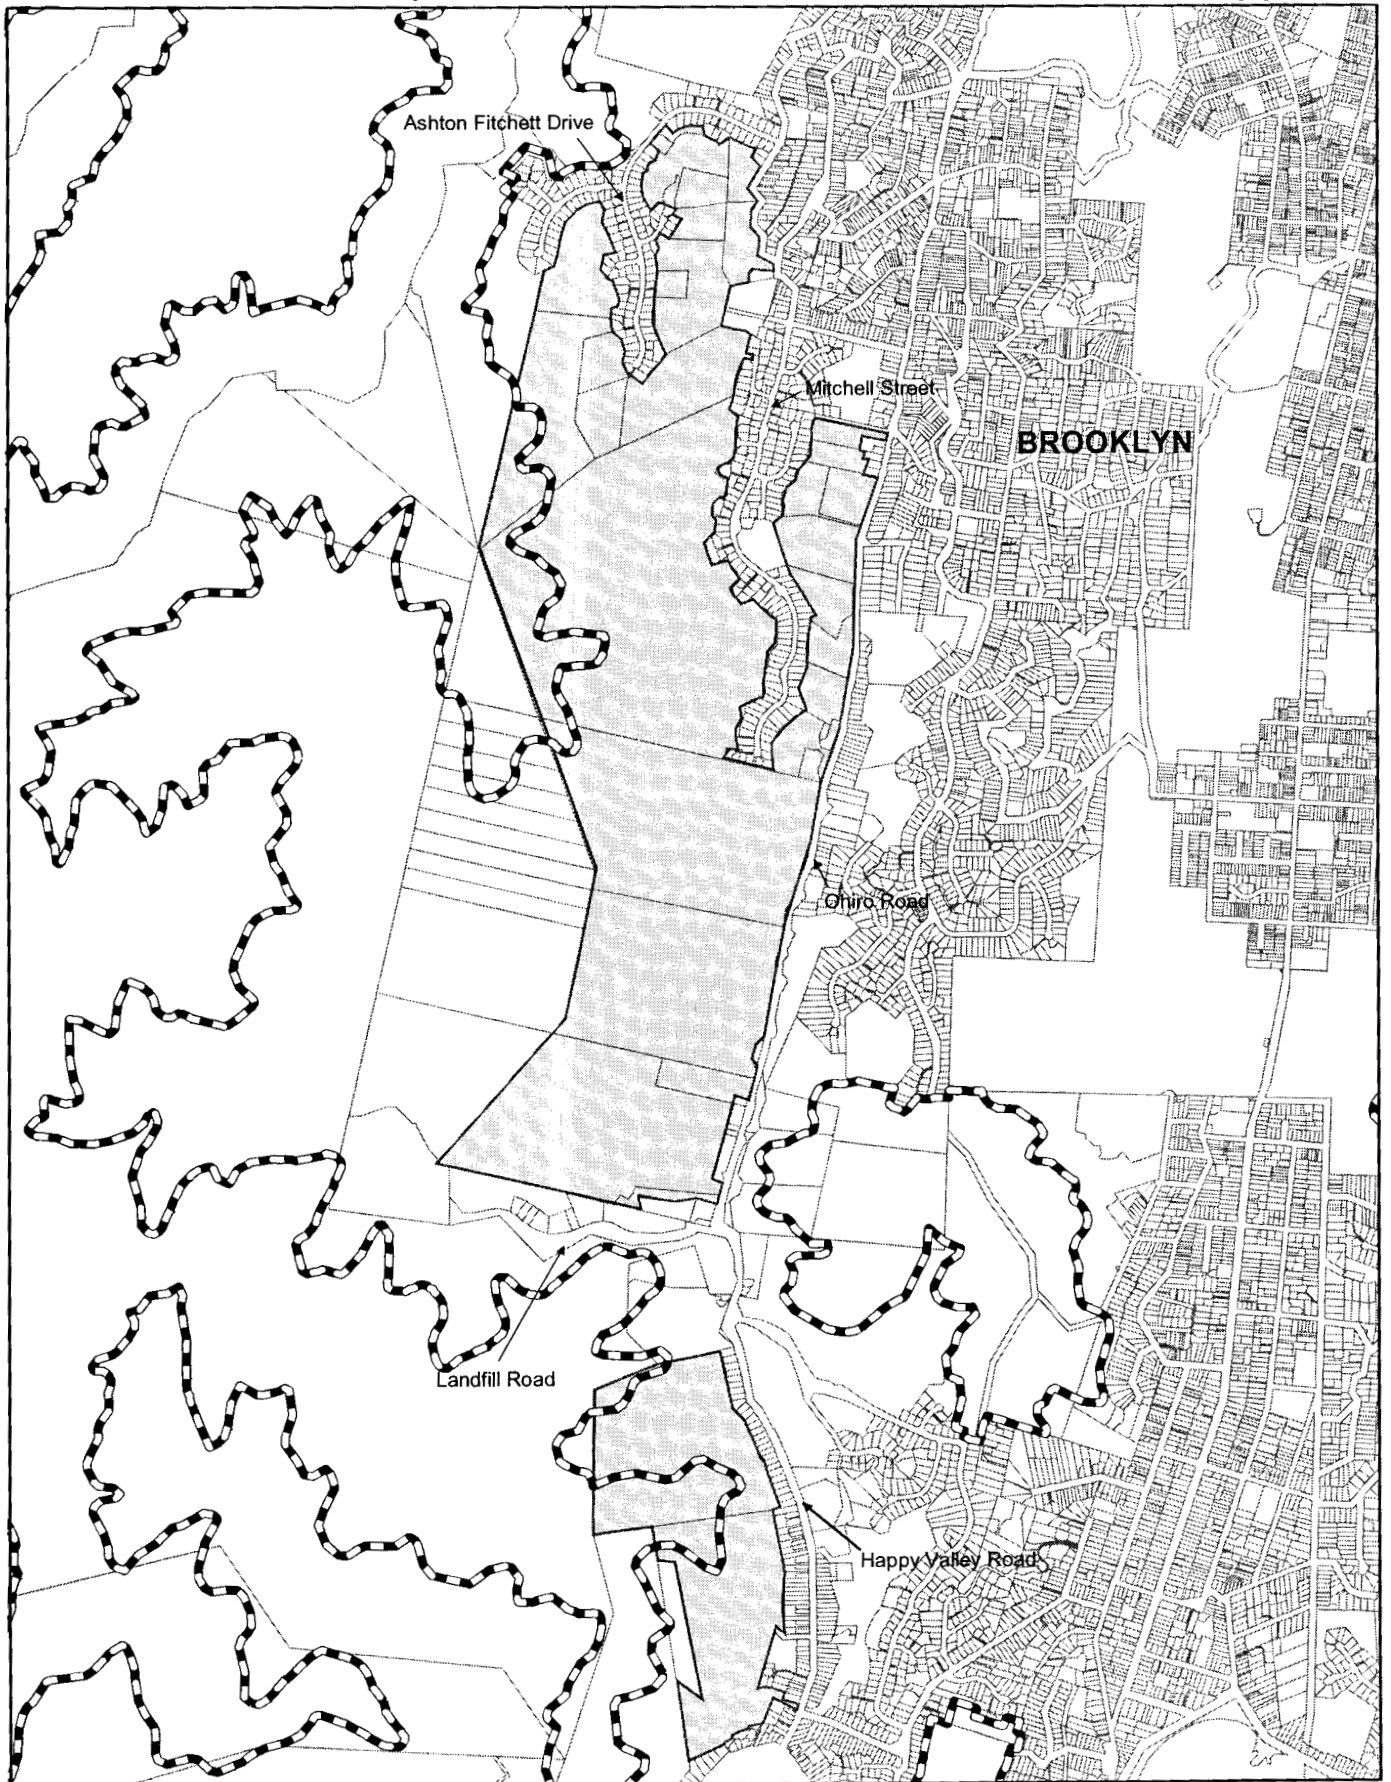 Ashton Fitchett Drive
Mitchell Street
BROOKLYN
Ohiro Road
Landfill Road
Happy Valley Road